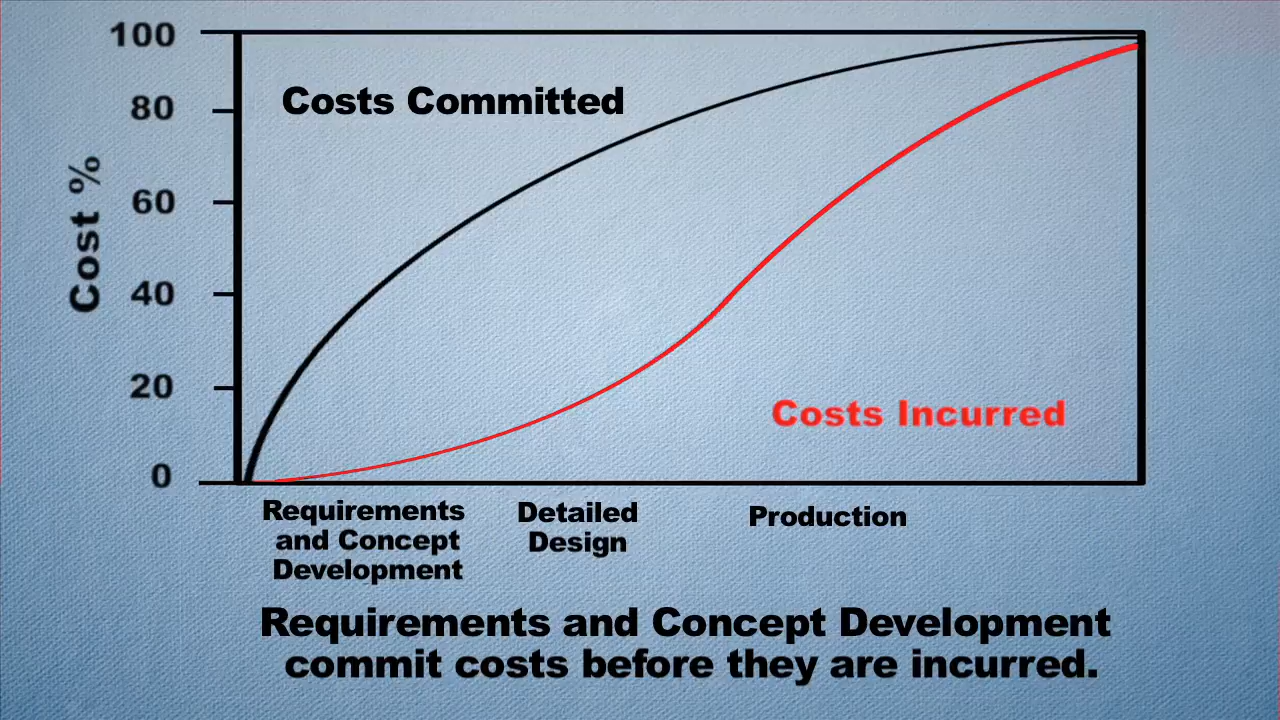 100
Costs Committed
80
Cost %
60
40
20
Costs Incurred
0
Requirements
and Concept
Development
Detailed
Design
Production
Requirements and Concept Development
commit costs before they are incurred.